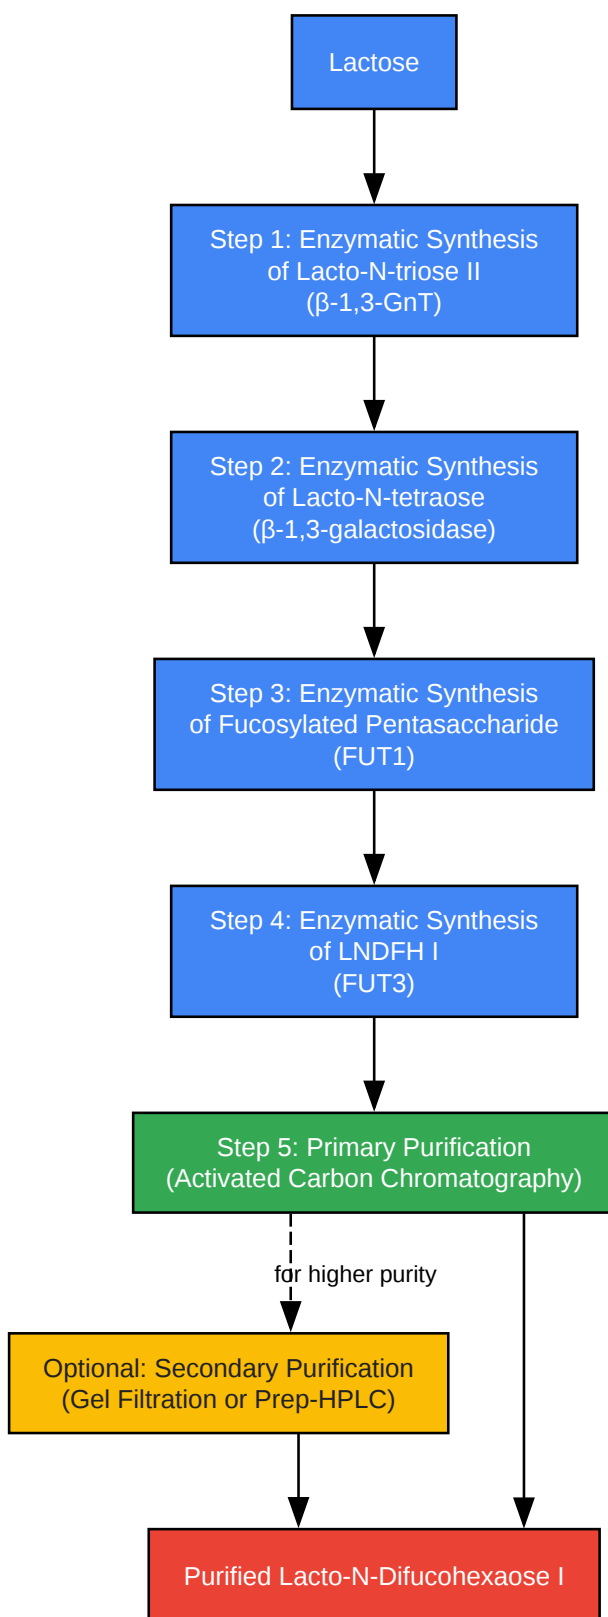 Lactose
Step 1: Enzymatic Synthesis
of Lacto-N-triose II
(β-1,3-GnT)
Step 2: Enzymatic Synthesis
of Lacto-N-tetraose
(β-1,3-galactosidase)
Step 3: Enzymatic Synthesis
of Fucosylated Pentasaccharide
(FUT1)
Step 4: Enzymatic Synthesis
of LNDFH I
(FUT3)
Step 5: Primary Purification
(Activated Carbon Chromatography)
for higher purity
Optional: Secondary Purification
(Gel Filtration or Prep-HPLC)
Purified Lacto-N-Difucohexaose I